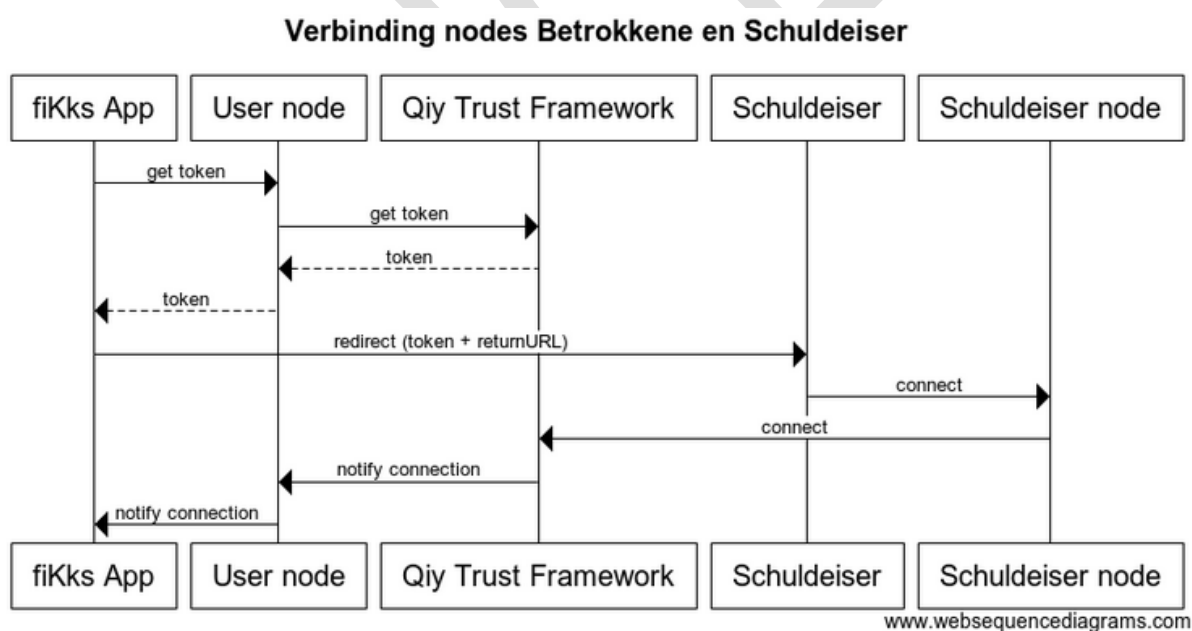 Verbinding nodes Betrokkene en Schuldeiser
fiKks App User node Qiy Trust Framework Schuldeiser Schuldeiser node
get token
get token
token
token
redirect (token + returnURL)
connect
connect
notify connection
notify connection
fiKks App User node Qiy Trust Framework Schuldeiser Schuldeiser node
www.websequencediagrams.com